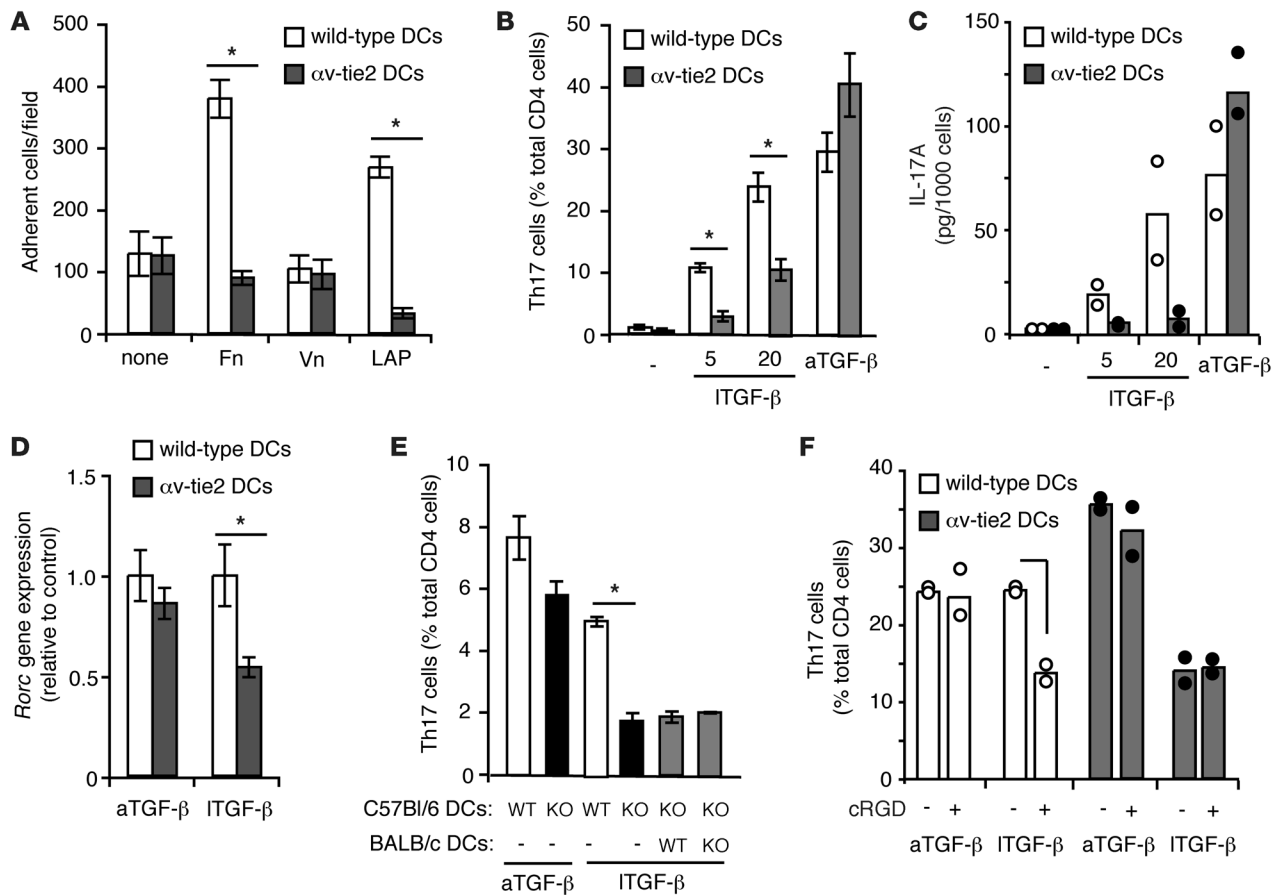 A
Adherent cells/field
500
400
300
200
100
0
wild-type DCs
αv-tie2 DCs
*
*
none Fn Vn LAP
B
Th17 cells (% total CD4 cells)
50
40
30
20
10
0
wild-type DCs
αv-tie2 DCs
*
*
- 5 20 aTGF-β
lTGF-β
C
IL-17A
(pg/1000 cells)
150
100
50
0
wild-type DCs
αv-tie2 DCs
- 5 20 aTGF-β
lTGF-β
D
Rorc gene expression
(relative to control)
wild-type DCs
αv-tie2 DCs
1.5
1.0
0.5
0
*
aTGF-β lTGF-β
E
Th17 cells (% total CD4 cells)
10
8
6
4
2
0
*
C57Bl/6 DCs: WT KO WT KO KO KO
BALB/c DCs: - - - - WT KO
aTGF-β lTGF-β
F
Th17 cells
(% total CD4 cells)
40
30
20
10
0
wild-type DCs
αv-tie2 DCs
cRGD - + - + - + - +
aTGF-β lTGF-β aTGF-β lTGF-β